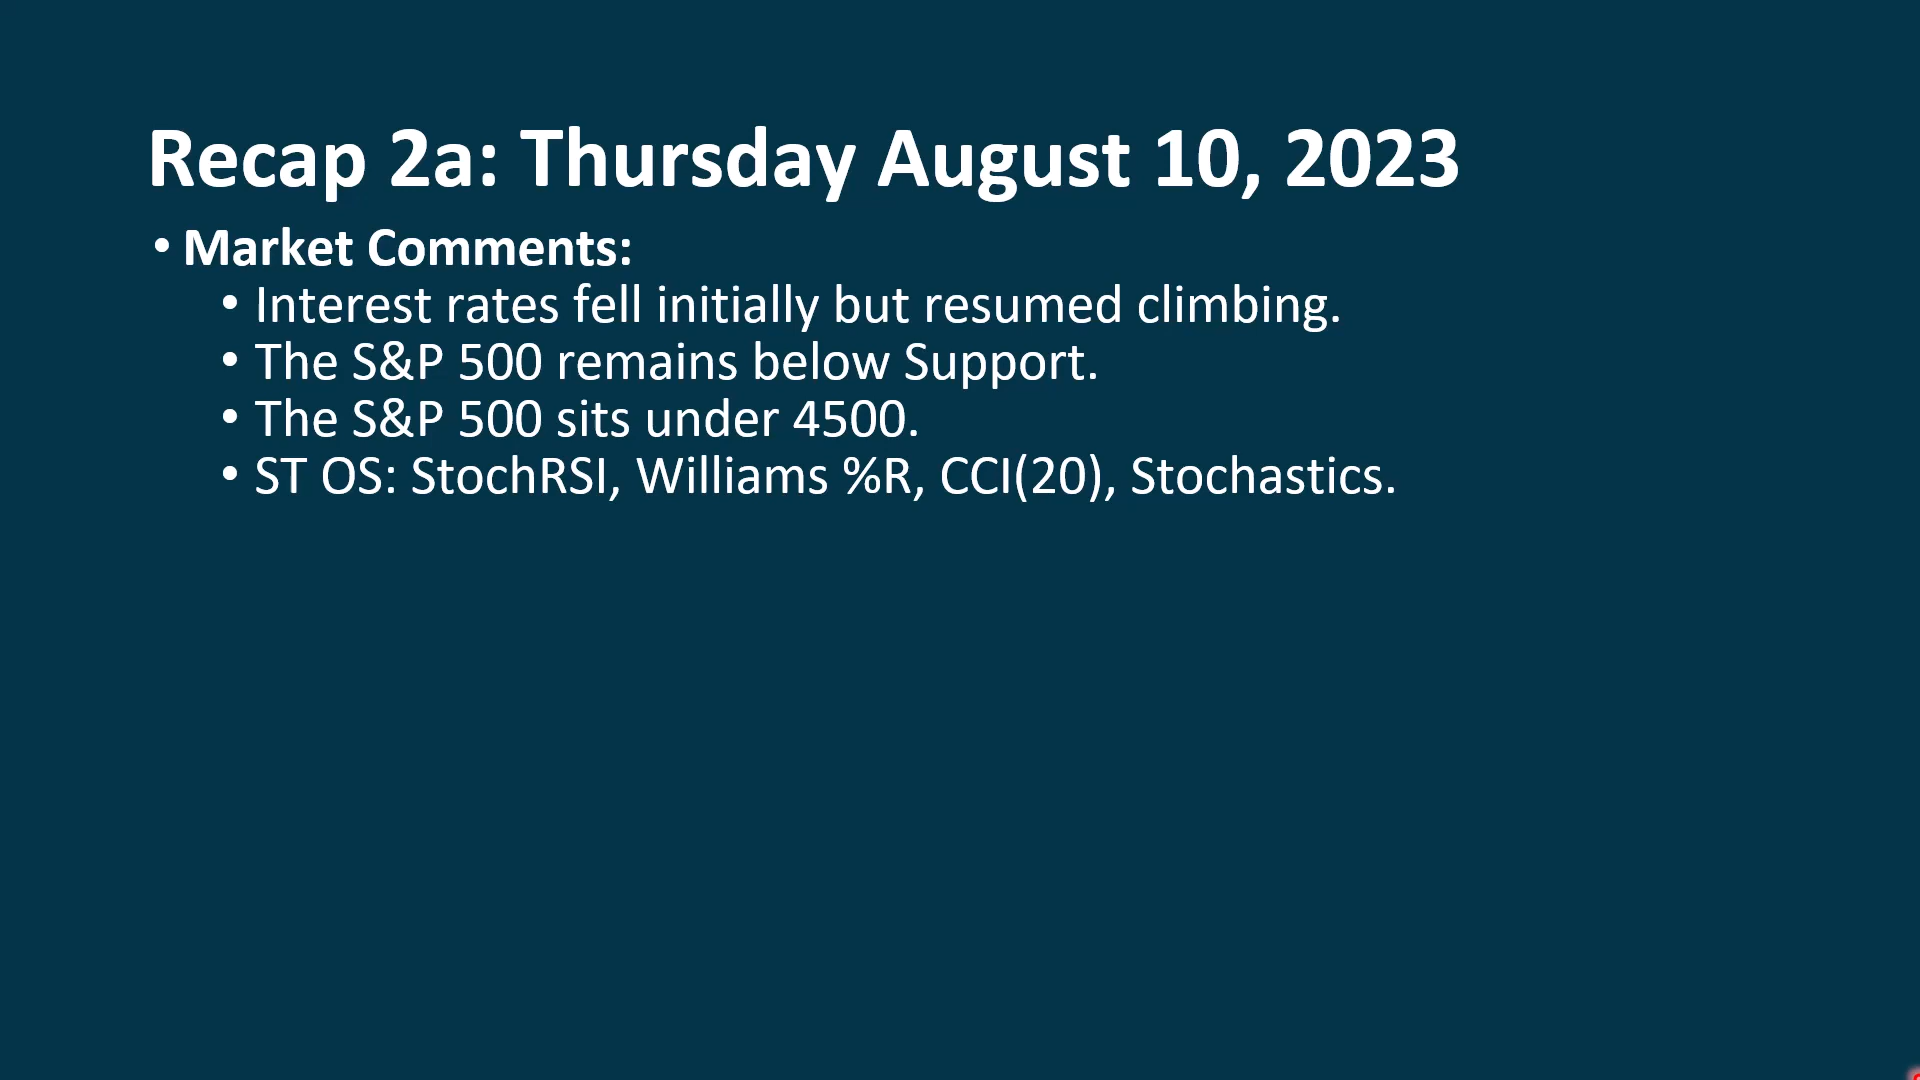 Recap 2a: Thursday August 10, 2023
• Market Comments:
• Interest rates fell initially but resumed climbing.
• The S&P 500 remains below Support.
• The S&P 500 sits under 4500.
• ST OS: StochRSI, Williams %R, CCI(20), Stochastics.